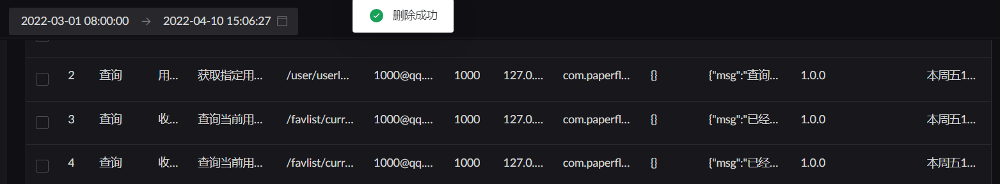 2022-03-01 08:00:00 → 2022-04-10 15:06:27 删除成功
2 查询 用... 获取指定用... /user/userI... 1000@qq.... 1000 127.0.... com.paperfl... {} {"msg":"查询... 1.0.0 本周五1...
3 查询 收... 查询当前用... /favlist/curr... 1000@qq.... 1000 127.0.... com.paperfl... {} {"msg":"已经... 1.0.0 本周五1...
4 查询 收... 查询当前用... /favlist/curr... 1000@qq.... 1000 127.0.... com.paperfl... {} {"msg":"已经... 1.0.0 本周五1...